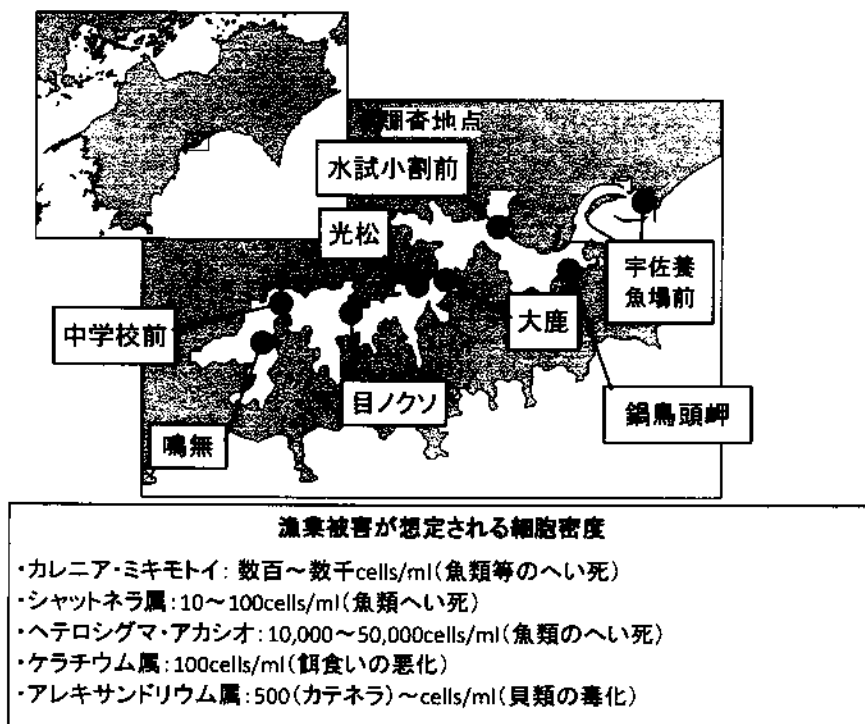 調査地点
水試小割前
光松
宇佐養
魚場前
中学校前
大鹿
目ノクソ
鍋鳥頭岬
鳴無
漁業被害が想定される細胞密度
・カレニア・ミキモトイ: 数百～数千cells/ml(魚類等のへい死)
・シャットネラ属:10～100cells/ml(魚類へい死)
・ヘテロシグマ・アカシオ:10,000～50,000cells/ml(魚類のへい死)
・ケラチウム属:100cells/ml(餌食いの悪化)
・アレキサンドリウム属:500(カテネラ)～cells/ml(貝類の毒化)